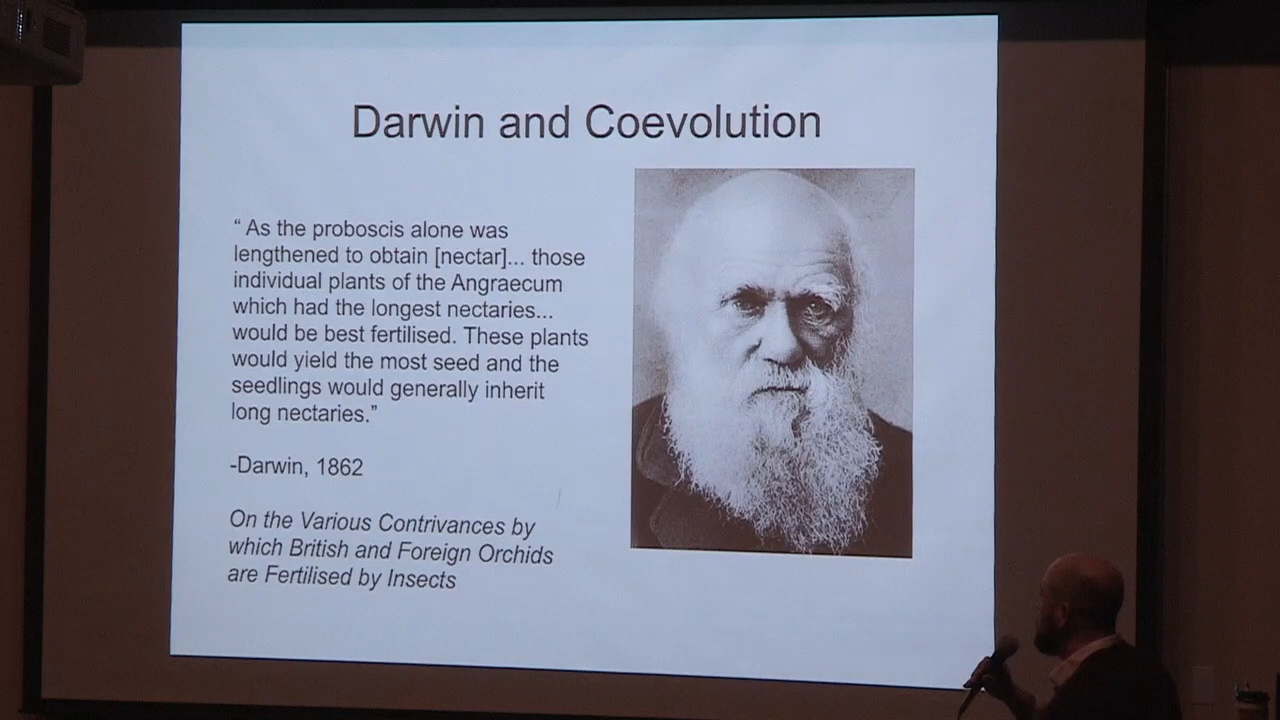 Darwin and Coevolution
“ As the proboscis alone was
lengthened to obtain [nectar]... those
individual plants of the Angraecum
which had the longest nectaries...
would be best fertilised. These plants
would yield the most seed and the
seedlings would generally inherit
long nectaries.”
-Darwin, 1862
On the Various Contrivances by
which British and Foreign Orchids
are Fertilised by Insects